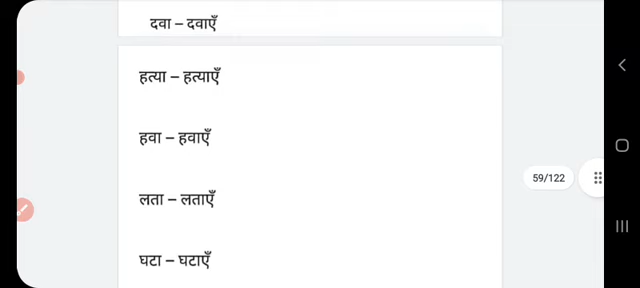 दवा – दवाएँ
हत्या – हत्याएँ
हवा – हवाएँ
59/122
लता – लताएँ
घटा – घटाएँ